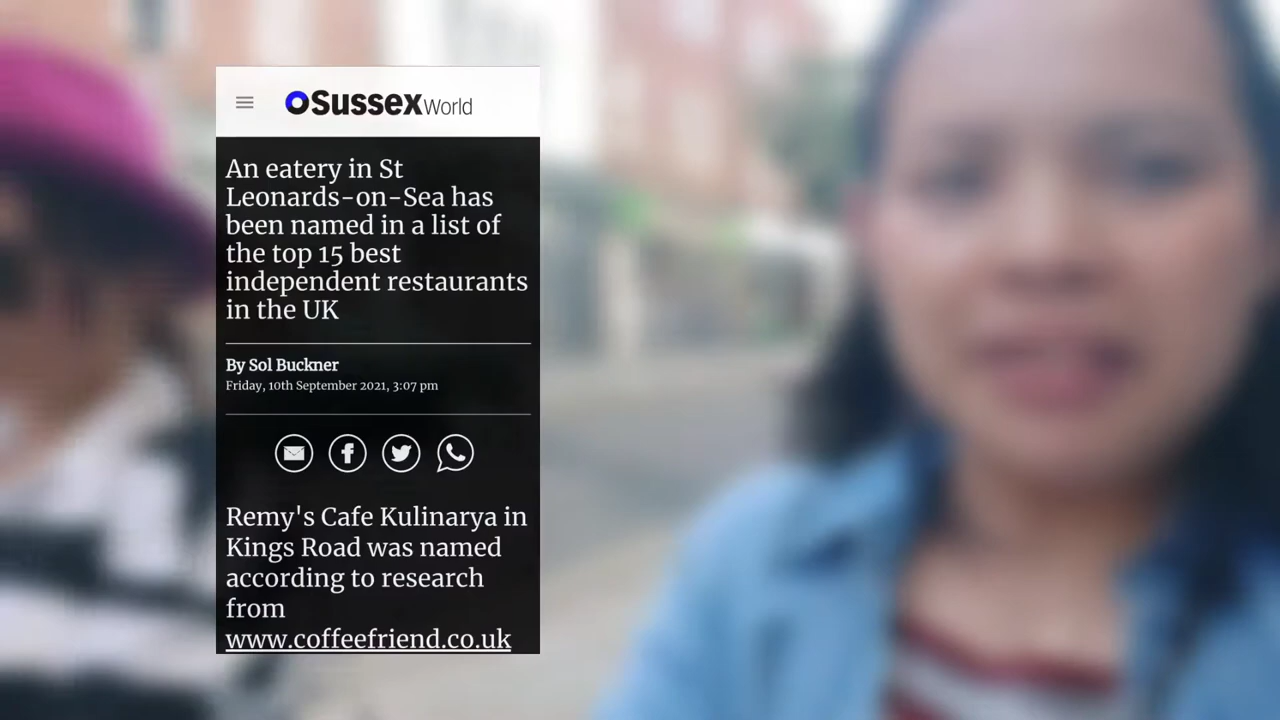 SussexWorld
An eatery in St
Leonards-on-Sea has
been named in a list of
the top 15 best
independent restaurants
in the UK
By Sol Buckner
Friday, 10th September 2021, 3:07 pm
Remy's Cafe Kulinarya in
Kings Road was named
according to research
from
www.coffeefriend.co.uk